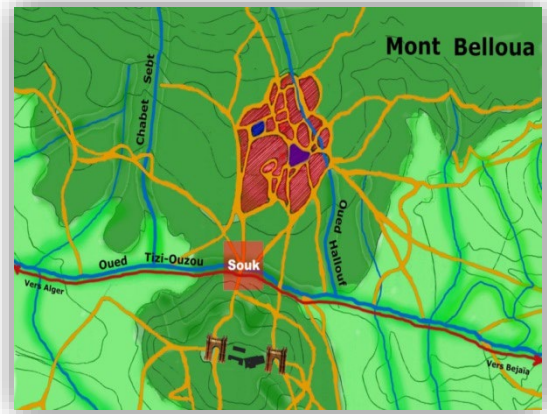 Mont Belloua
Chabet Sebt
Oued Hallouf
Oued Tizi-Ouzou
Souk
Vers Alger
Vers Bejaia